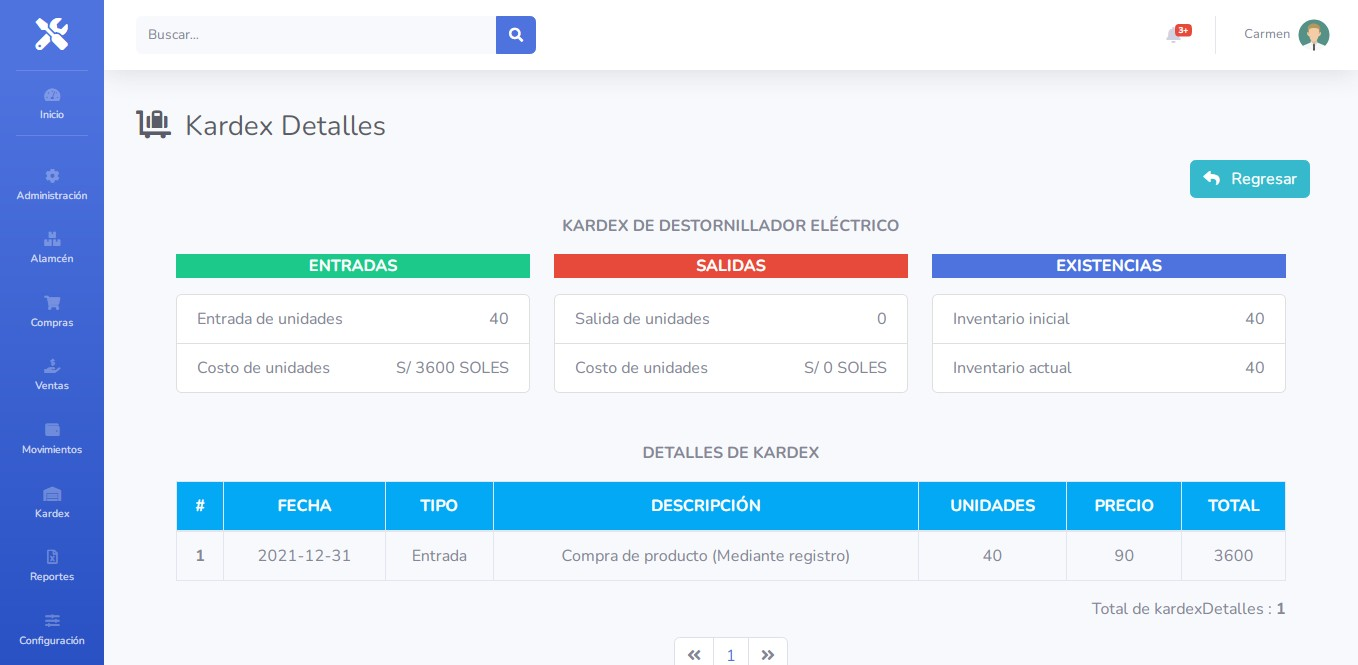 Buscar...
3+
Carmen
Inicio
Administración
Alamcén
Compras
Ventas
Movimientos
Kardex
Reportes
Configuración
Kardex Detalles
Regresar
KARDEX DE DESTORNILLADOR ELÉCTRICO
ENTRADAS
Entrada de unidades 40
Costo de unidades S/ 3600 SOLES
SALIDAS
Salida de unidades 0
Costo de unidades S/ 0 SOLES
EXISTENCIAS
Inventario inicial 40
Inventario actual 40
DETALLES DE KARDEX
# FECHA TIPO DESCRIPCIÓN UNIDADES PRECIO TOTAL
1 2021-12-31 Entrada Compra de producto (Mediante registro) 40 90 3600
Total de kardexDetalles : 1
« 1 »